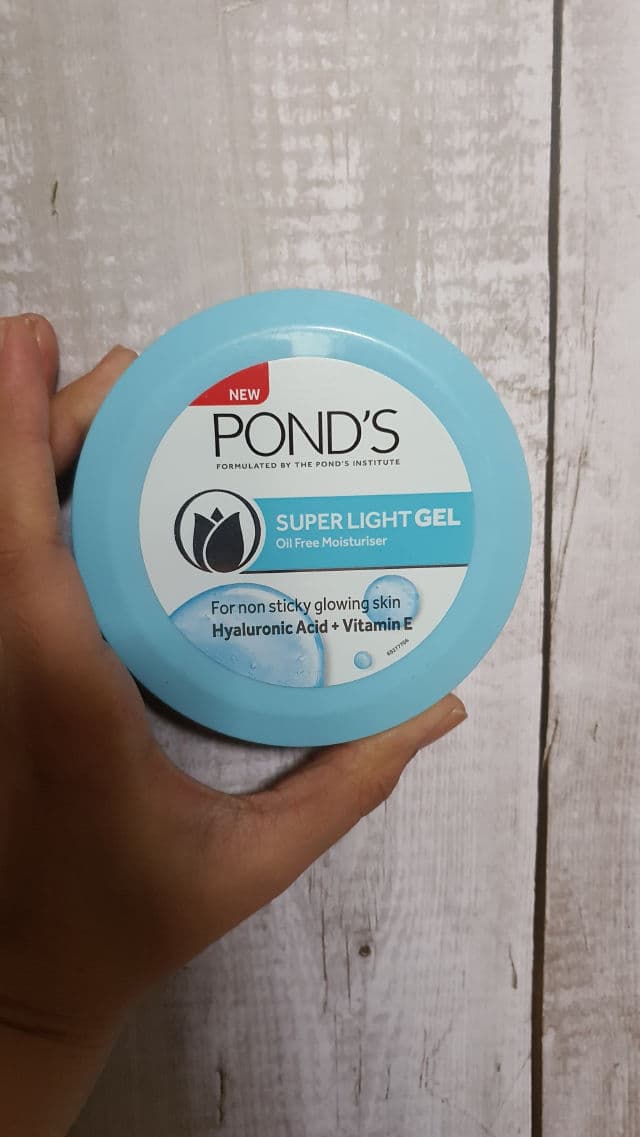 NEW
POND'S
FORMULATED BY THE POND'S INSTITUTE
SUPER LIGHT GEL
Oil Free Moisturiser
For non sticky glowing skin
Hyaluronic Acid + Vitamin E